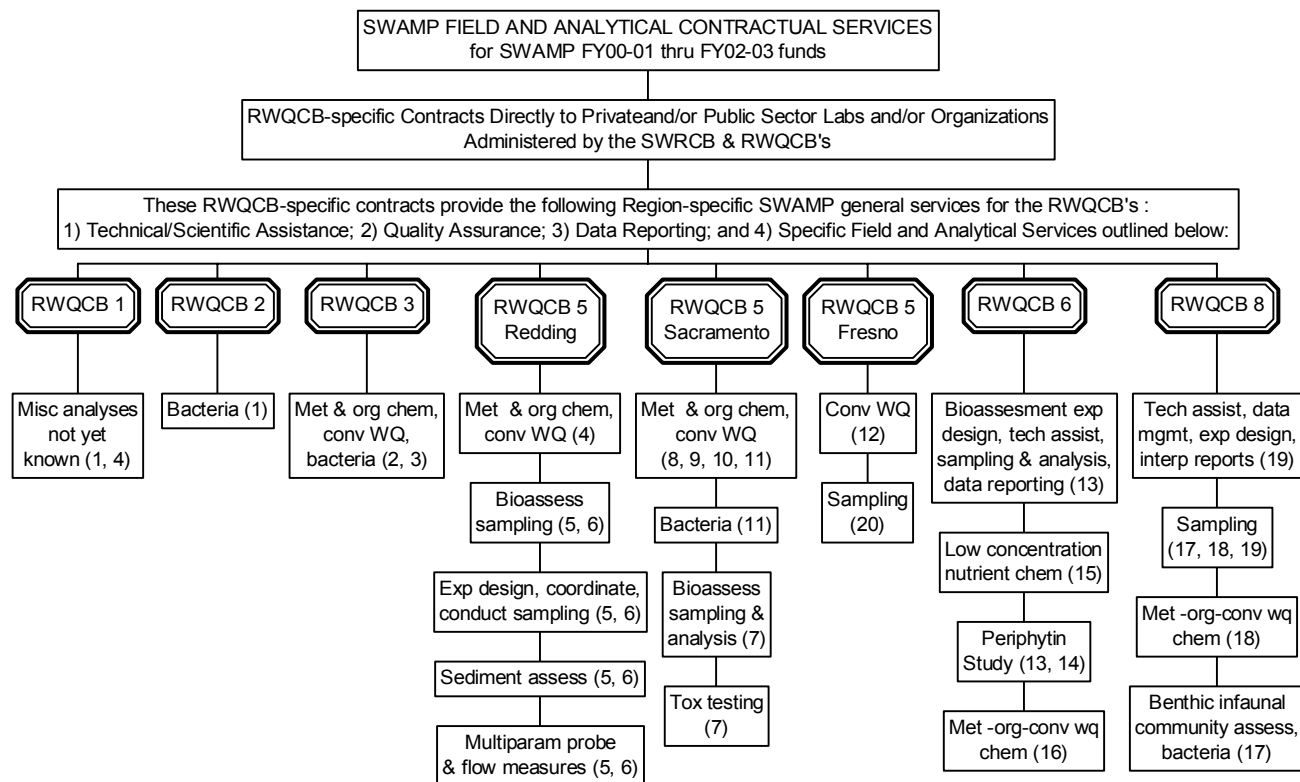 SWAMP FIELD AND ANALYTICAL CONTRACTUAL SERVICES
for SWAMP FY00-01 thru FY02-03 funds
RWQCB-specific Contracts Directly to Privateand/or Public Sector Labs and/or Organizations
Administered by the SWRCB & RWQCB's
These RWQCB-specific contracts provide the following Region-specific SWAMP general services for the RWQCB's :
1) Technical/Scientific Assistance; 2) Quality Assurance; 3) Data Reporting; and 4) Specific Field and Analytical Services outlined below:
RWQCB 1
Misc analyses
not yet
known (1, 4)
RWQCB 2
Bacteria (1)
RWQCB 3
Met & org chem,
conv WQ,
bacteria (2, 3)
RWQCB 5
Redding
Met & org chem,
conv WQ (4)
Bioassess
sampling (5, 6)
Exp design, coordinate,
conduct sampling (5, 6)
Sediment assess (5, 6)
Multiparam probe
& flow measures (5, 6)
RWQCB 5
Sacramento
Met & org chem,
conv WQ
(8, 9, 10, 11)
Bacteria (11)
Bioassess
sampling &
analysis (7)
Tox testing
(7)
RWQCB 5
Fresno
Conv WQ
(12)
Sampling
(20)
RWQCB 6
Bioassesment exp
design, tech assist,
sampling & analysis,
data reporting (13)
Low concentration
nutrient chem (15)
Periphytin
Study (13, 14)
Met -org-conv wq
chem (16)
RWQCB 8
Tech assist, data
mgmt, exp design,
interp reports (19)
Sampling
(17, 18, 19)
Met -org-conv wq
chem (18)
Benthic infaunal
community assess,
bacteria (17)